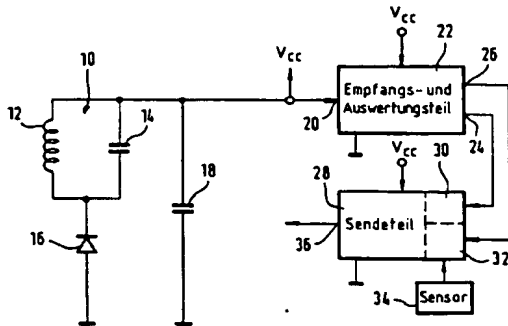 10
12
14
16
18
Vcc
20
Vcc
22
26
Empfangs- und
Auswertungsteil
24
Vcc
28
30
Sendeteil
36
32
34
Sensor